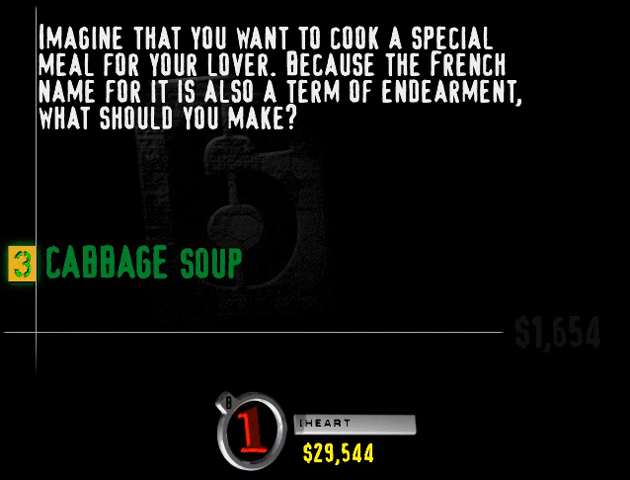 Imagine that you want to cook a special
meal for your lover. Because the French
name for it is also a term of endearment,
what should you make?
3 Cabbage soup
$1,654
1
IHEART
$29,544